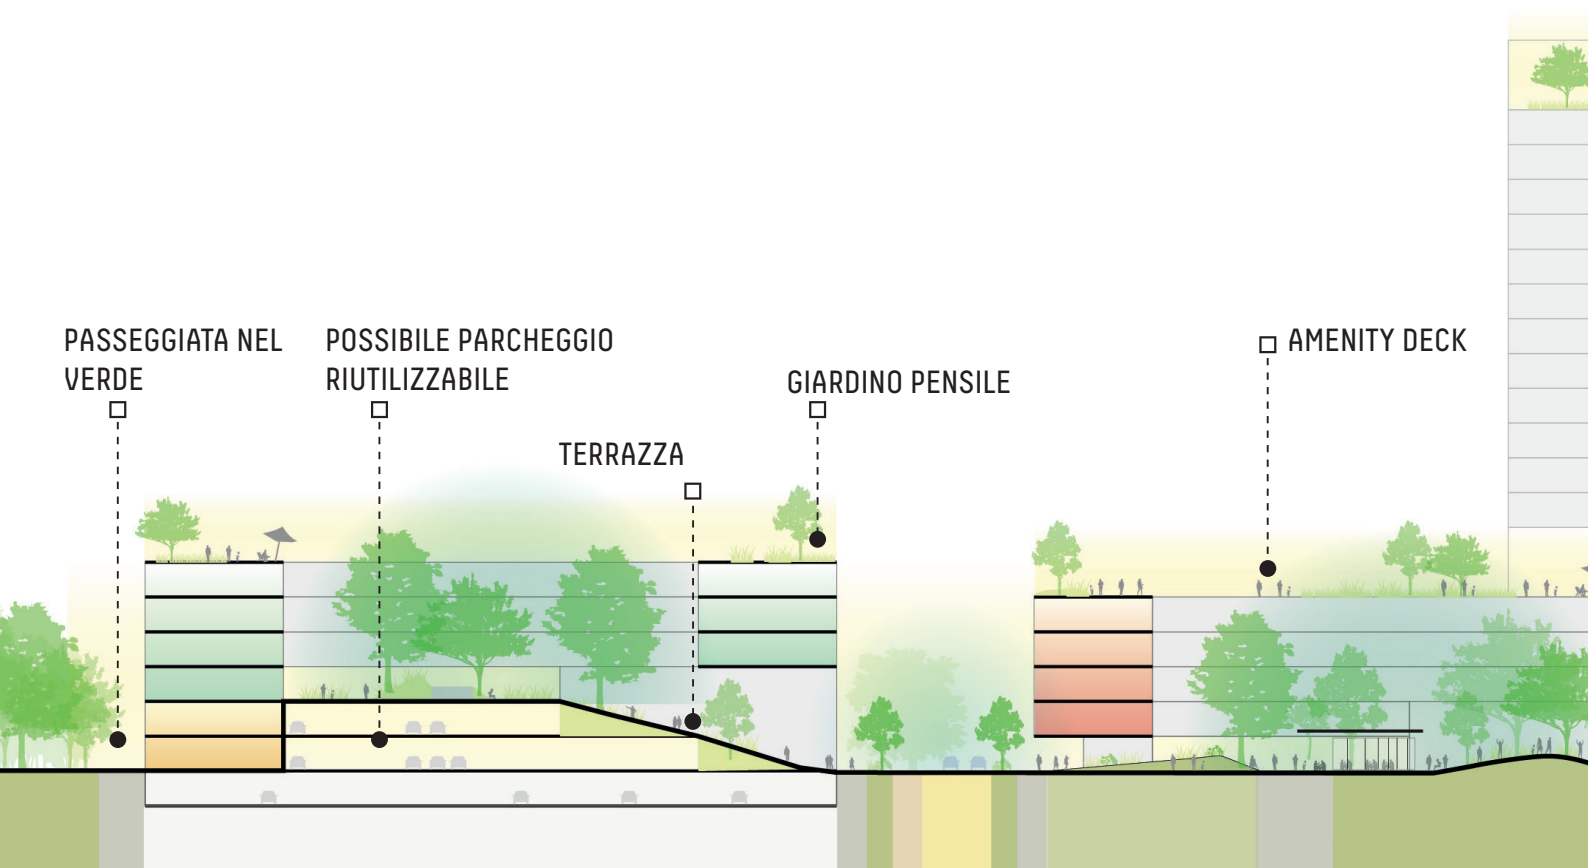 PASSEGGIATA NEL
VERDE
POSSIBILE PARCHEGGIO
RIUTILIZZABILE
TERRAZZA
GIARDINO PENSILE
AMENITY DECK